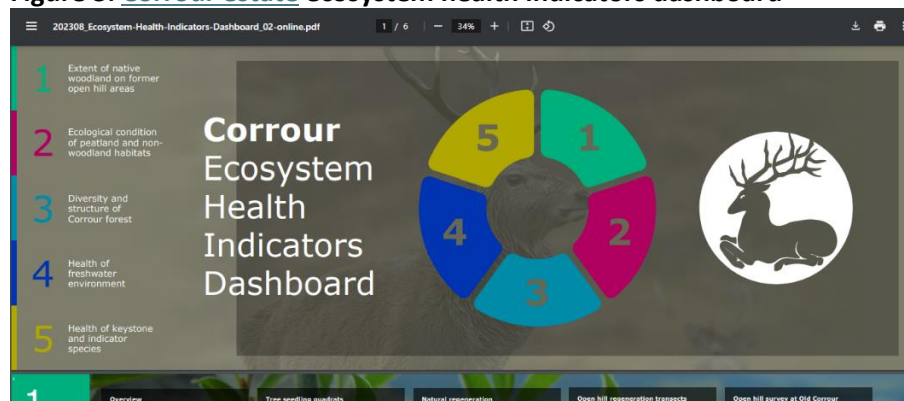 Figure 3: Corrour estate ecosystem health indicators dashboard
202308_Ecosystem-Health-Indicators-Dashboard_02-online.pdf
1 / 6
34%
1
Extent of native
woodland on former
open hill areas
2
Ecological condition
of peatland and non-
woodland habitats
3
Diversity and
structure of
Corrour forest
4
Health of
freshwater
environment
5
Health of keystone
and indicator
species
Corrour
Ecosystem
Health
Indicators
Dashboard
5
1
4
2
3
1
Overview
Tree seedling quadrats
Natural regeneration
Open hill regeneration transects
Open hill survey at Old Corrour